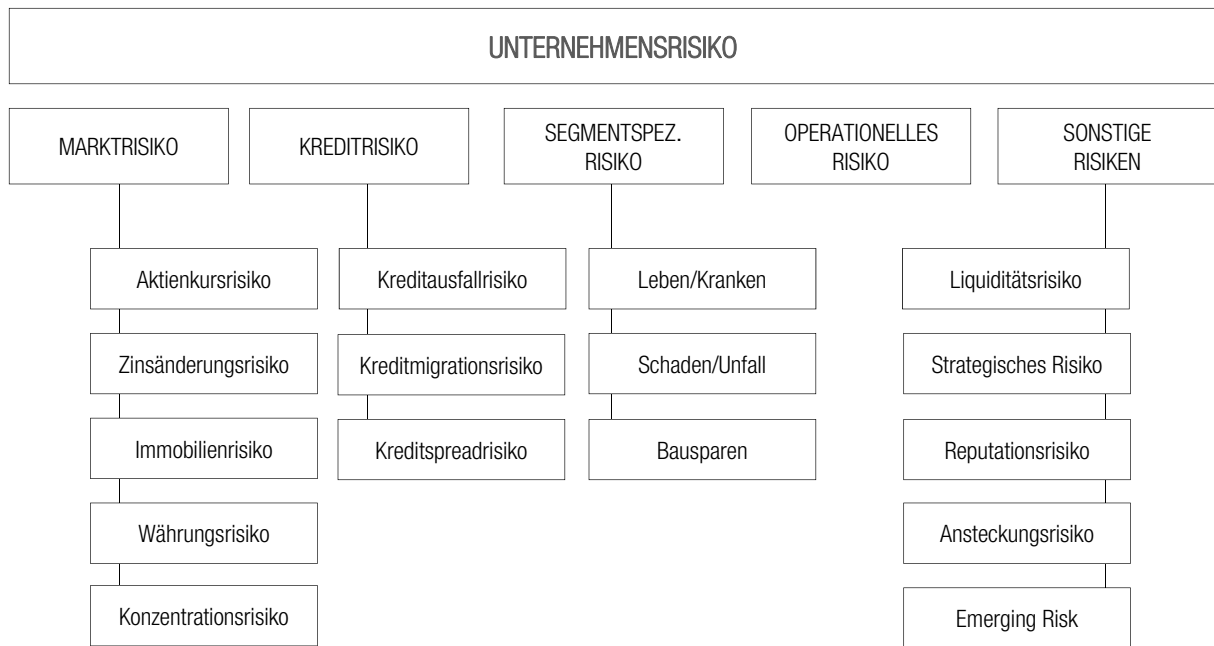 UNTERNEHMENSRISIKO
MARKTRISIKO
KREDITRISIKO
SEGMENTSPEZ.
RISIKO
OPERATIONELLES
RISIKO
SONSTIGE
RISIKEN
Aktienkursrisiko
Zinsänderungsrisiko
Immobilienrisiko
Währungsrisiko
Konzentrationsrisiko
Kreditausfallrisiko
Kreditmigrationsrisiko
Kreditspreadrisiko
Leben/Kranken
Schaden/Unfall
Bausparen
Liquiditätsrisiko
Strategisches Risiko
Reputationsrisiko
Ansteckungsrisiko
Emerging Risk